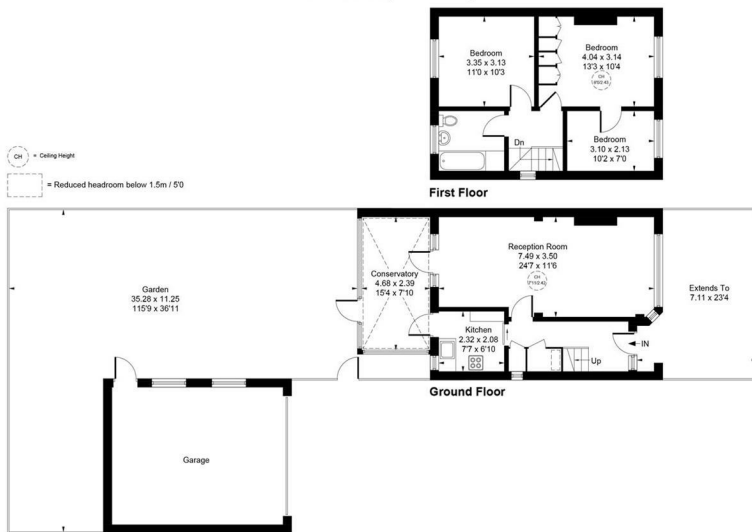 Bedroom
3.35 x 3.13
11'0 x 10'3
Bedroom
4.04 x 3.14
13'3 x 10'4
CH
Bedroom
3.10 x 2.13
10'2 x 7'0
Dn
First Floor
CH = Ceiling Height
= Reduced headroom below 1.5m / 5'0
Garden
35.28 x 11.25
115'9 x 36'11
Conservatory
4.68 x 2.39
15'4 x 7'10
Reception Room
7.49 x 3.50
24'7 x 11'6
CH
Extends To
7.11 x 23'4
Kitchen
2.32 x 2.08
7'7 x 6'10
Up
IN
Ground Floor
Garage